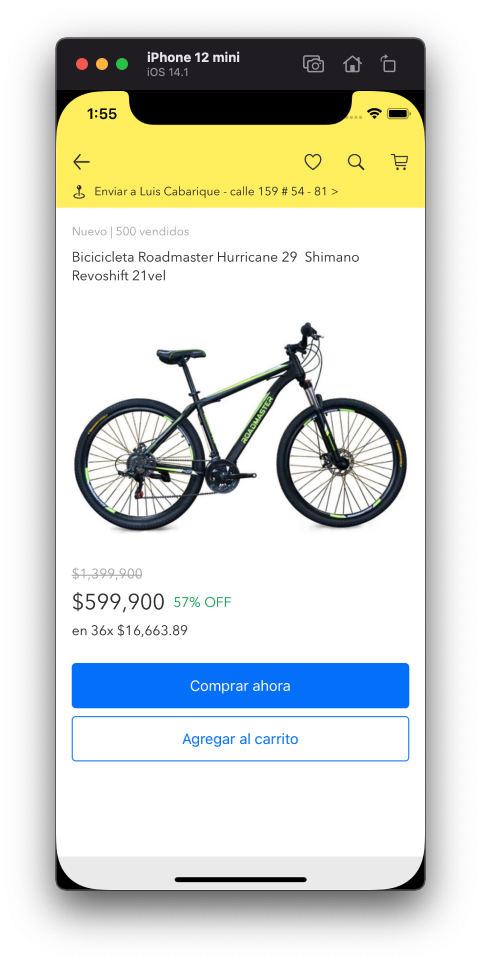 iPhone 12 mini
iOS 14.1
1:55
Enviar a Luis Cabarique - calle 159 # 54 - 81 >
Nuevo | 500 vendidos
Bicicicleta Roadmaster Hurricane 29 Shimano
Revoshift 21vel
ROADMASTER
$1,399,900
$599,900 57% OFF
en 36x $16,663.89
Comprar ahora
Agregar al carrito